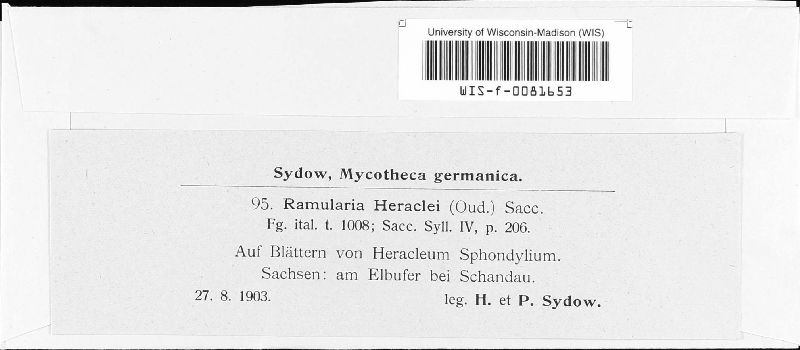 University of Wisconsin-Madison (WIS)
WIS-f-0081653
Sydow, Mycotheca germanica.
95. Ramularia Heraclei (Oud.) Sacc.
Fg. ital. t. 1008; Sacc. Syll. IV, p. 206.
Auf Blättern von Heracleum Sphondylium.
Sachsen: am Elbufer bei Schandau.
27. 8. 1903. leg. H. et P. Sydow.